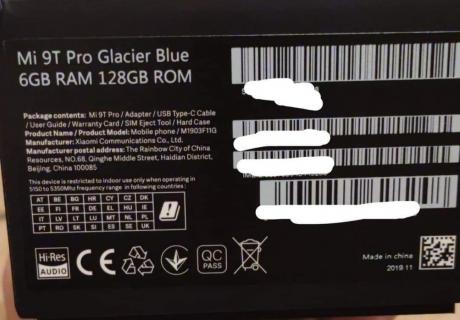 Mi 9T Pro Glacier Blue
6GB RAM 128GB ROM
Package contents: Mi 9T Pro / Adapter / USB Type-C Cable
/ User Guide / Warranty Card / SIM Eject Tool / Hard Case
Product Name / Product Model: Mobile phone / M1903F11G
Manufacturer: Xiaomi Communications Co., Ltd.
Manufacturer postal address: The Rainbow City of China
Resources, NO.68, Qinghe Middle Street, Haidian District,
Beijing, China 100085
This device is restricted to indoor use only when operating in
5150 to 5350Mhz frequency range in following countries:
AT BE BG HR CY CZ DK
EE FI FR DE EL HU IE
IT LV LT LU MT NL PL
PT RO SK SI ES SE UK
Hi-Res
AUDIO
CE
QC
PASS
Made in china
2019 11